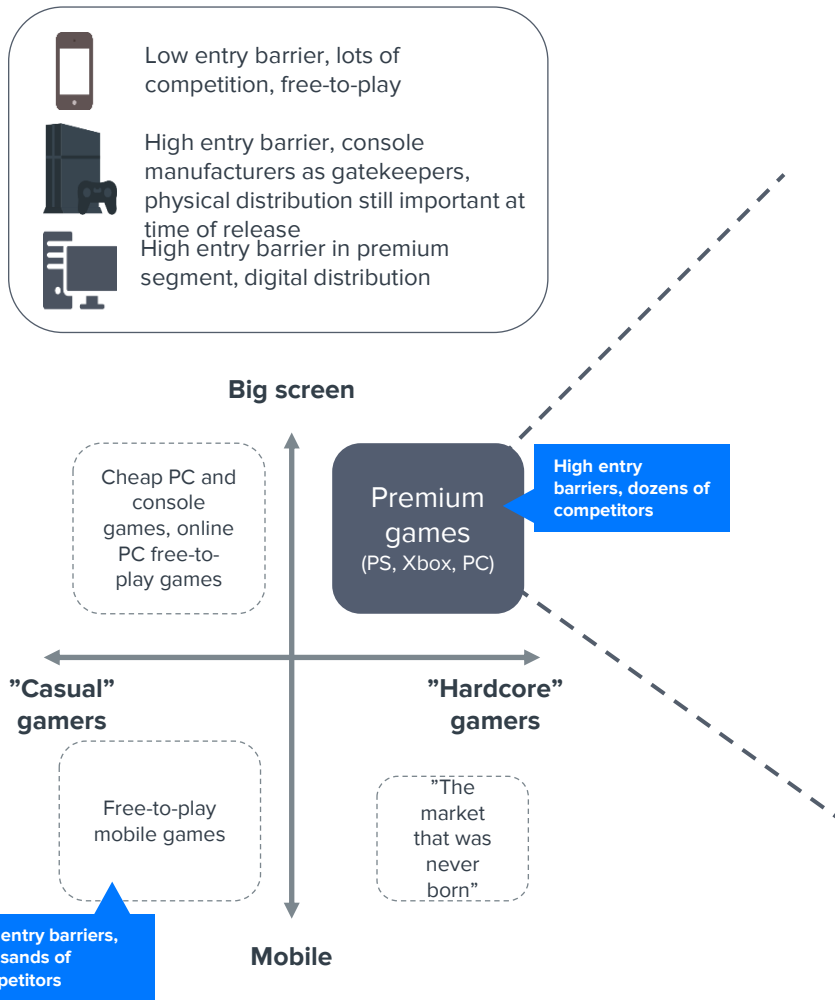 Low entry barrier, lots of
competition, free-to-play
High entry barrier, console
manufacturers as gatekeepers,
physical distribution still important at
time of release
High entry barrier in premium
segment, digital distribution
Big screen
Cheap PC and
console
games, online
PC free-to-
play games
Premium
games
(PS, Xbox, PC)
High entry
barriers, dozens of
competitors
”Casual”
gamers
”Hardcore”
gamers
Free-to-play
mobile games
”The
market
that was
never
born”
entry barriers,
sands of
petitors
Mobile